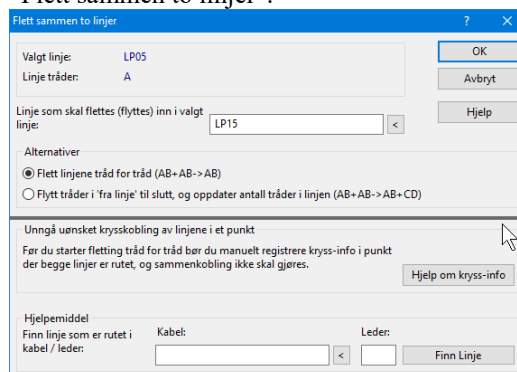 "Flett sammen to linjer".
Flett sammen to linjer ? ×
Valgt linje: LP05 OK
Linje tråder: A Avbryt
Linje som skal flettes (flyttes) inn i valgt Hjelp
linje: LP15 <
Alternativer
Flett linjene tråd for tråd (AB+AB->AB)
Flytt tråder i 'fra linje' til slutt, og oppdater antall tråder i linjen (AB+AB->AB+CD)
Unngå uønsket krysskobling av linjene i et punkt
Før du starter fletting tråd for tråd bør du manuelt registrere kryss-info i punkt
der begge linjer er rutet, og sammenkobling ikke skal gjøres.
Hjelp om kryss-info
Hjelpemiddel
Finn linje som er rutet i Kabel: Leder:
kabel / leder: < Finn Linje